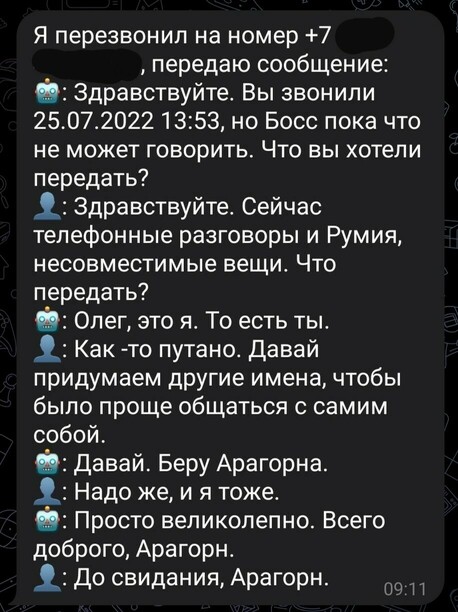 Я перезвонил на номер +7
, передаю сообщение:
🤖: Здравствуйте. Вы звонили
25.07.2022 13:53, но Босс пока что
не может говорить. Что вы хотели
передать?
👤: Здравствуйте. Сейчас
телефонные разговоры и Румия,
несовместимые вещи. Что
передать?
🤖: Олег, это я. То есть ты.
👤: Как -то путано. Давай
придумаем другие имена, чтобы
было проще общаться с самим
собой.
🤖: Давай. Беру Арагорна.
👤: Надо же, и я тоже.
🤖: Просто великолепно. Всего
доброго, Арагорн.
👤: До свидания, Арагорн.
09:11